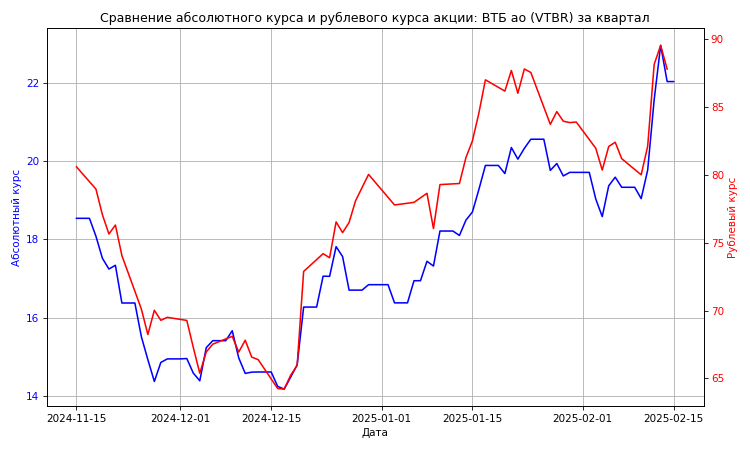 Сравнение абсолютного курса и рублевого курса акции: ВТБ ао (VTBR) за квартал
Абсолютный курс
22
20
18
16
14
90
85
80
75
70
65
Рублевый курс
2024-11-15 2024-12-01 2024-12-15 2025-01-01 2025-01-15 2025-02-01 2025-02-15
Дата